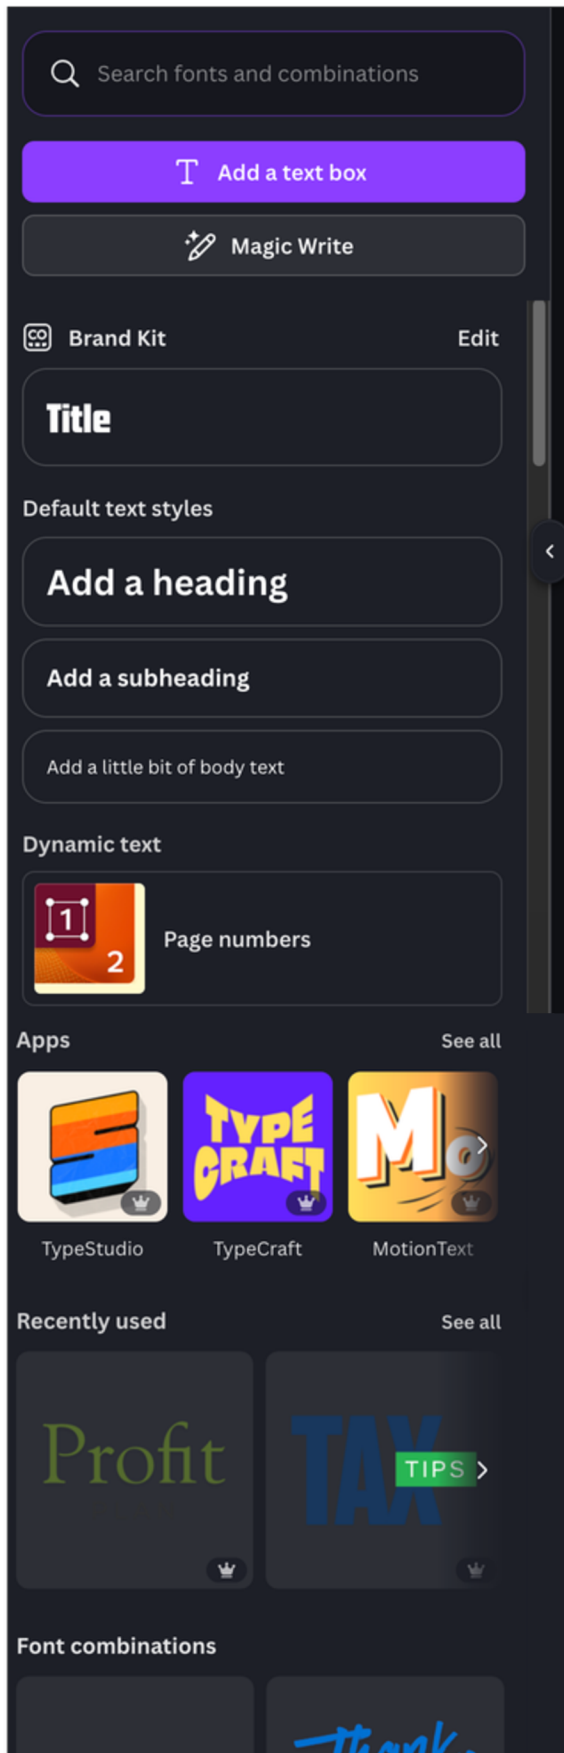 Search fonts and combinations
Add a text box
Magic Write
Brand Kit Edit
Title
Default text styles
Add a heading
Add a subheading
Add a little bit of body text
Dynamic text
1
2
Page numbers
Apps See all
TYPE
CRAFT
Mo
TypeStudio TypeCraft MotionText
Recently used See all
Profit
TAX
TIPS
Font combinations
Thank